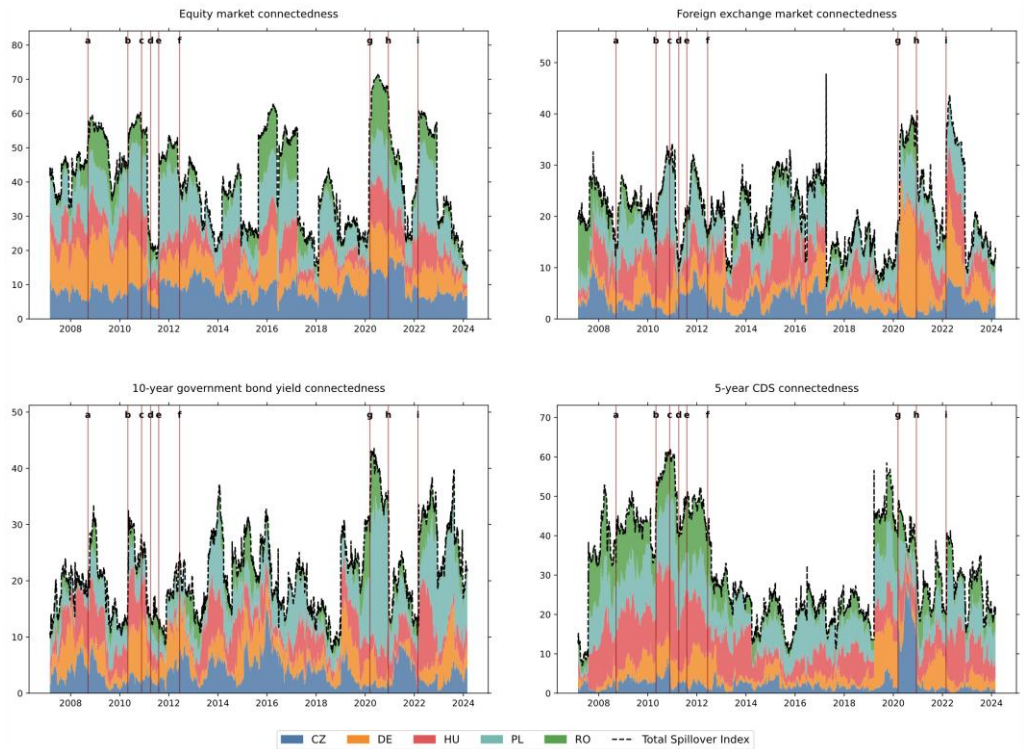 Equity market connectedness
a b c d e f g h i
80
70
60
50
40
30
20
10
0
2008 2010 2012 2014 2016 2018 2020 2022 2024
Foreign exchange market connectedness
a b c d e f g h i
50
40
30
20
10
0
2008 2010 2012 2014 2016 2018 2020 2022 2024
10-year government bond yield connectedness
a b c d e f g h i
50
40
30
20
10
0
2008 2010 2012 2014 2016 2018 2020 2022 2024
5-year CDS connectedness
a b c d e f g h i
70
60
50
40
30
20
10
0
2008 2010 2012 2014 2016 2018 2020 2022 2024
CZ DE HU PL RO Total Spillover Index